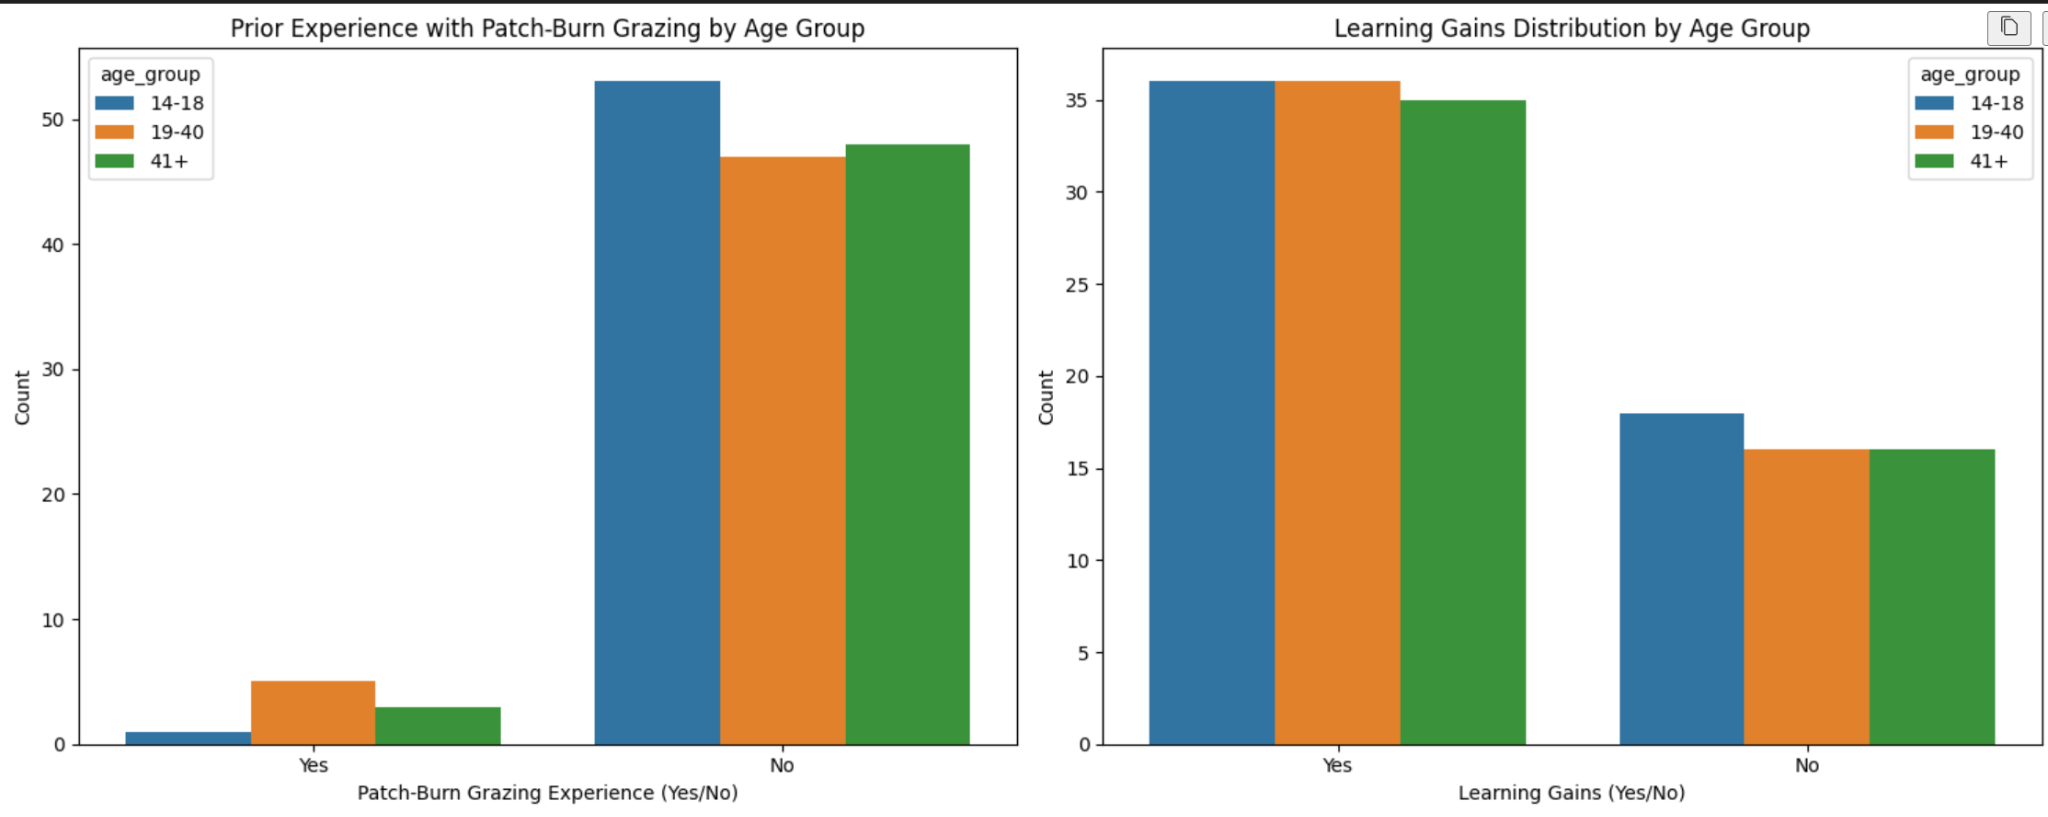 Prior Experience with Patch-Burn Grazing by Age Group
age_group
14-18
19-40
41+
50
40
30
20
10
0
Count
Yes
No
Patch-Burn Grazing Experience (Yes/No)
Learning Gains Distribution by Age Group
age_group
14-18
19-40
41+
35
30
25
20
15
10
5
0
Count
Yes
No
Learning Gains (Yes/No)